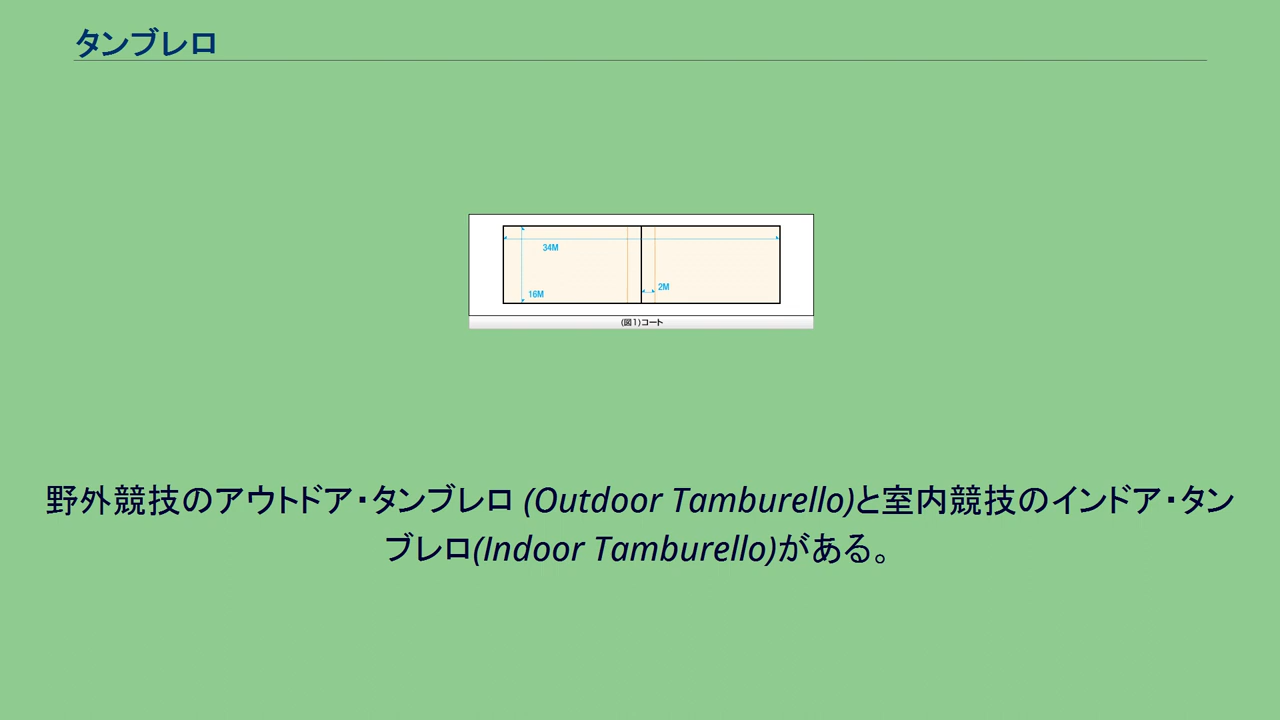 タンブレロ
34M
16M
2M
(図1)コート
野外競技のアウトドア・タンブレロ (Outdoor Tamburello)と室内競技のインドア・タン
ブレロ(Indoor Tamburello)がある。